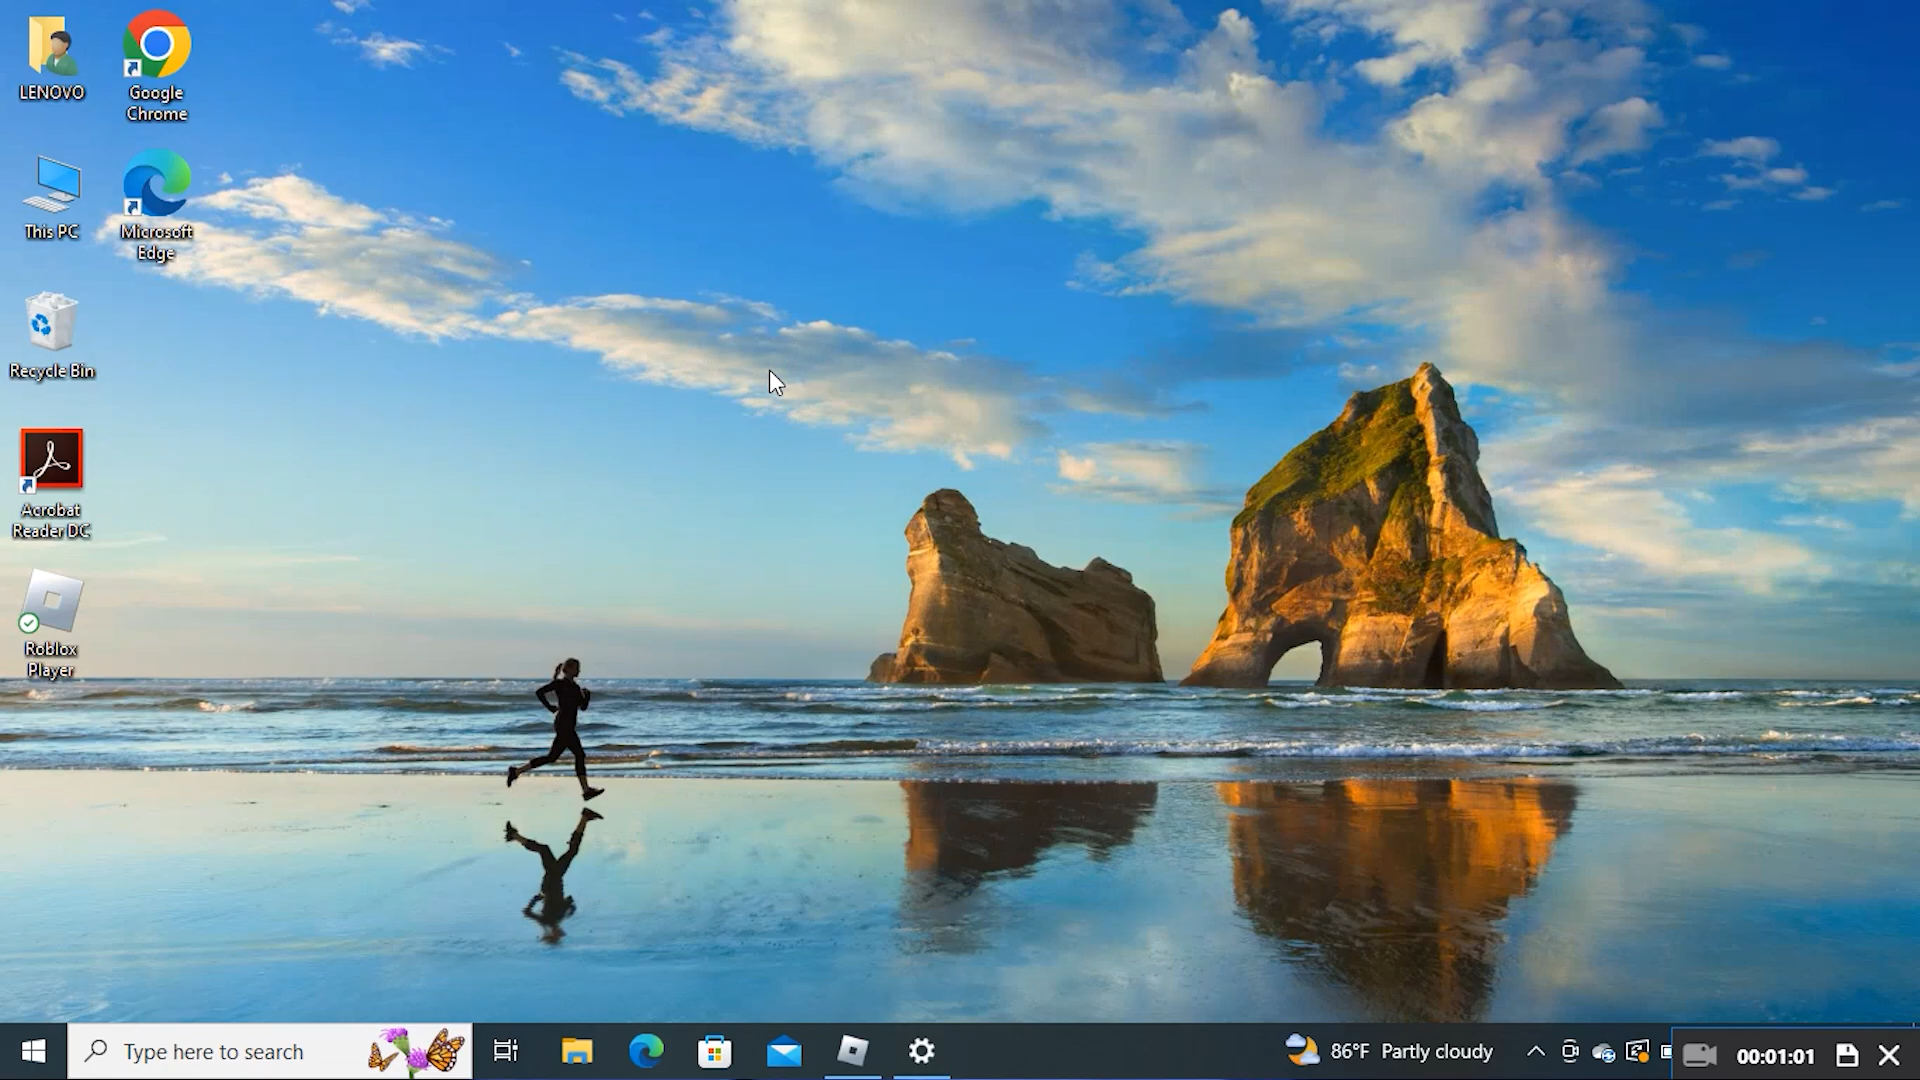 LENOVO
Google
Chrome
This PC
Microsoft
Edge
Recycle Bin
Acrobat
Reader DC
Roblox
Player
Type here to search
86°F Partly cloudy
00:01:01